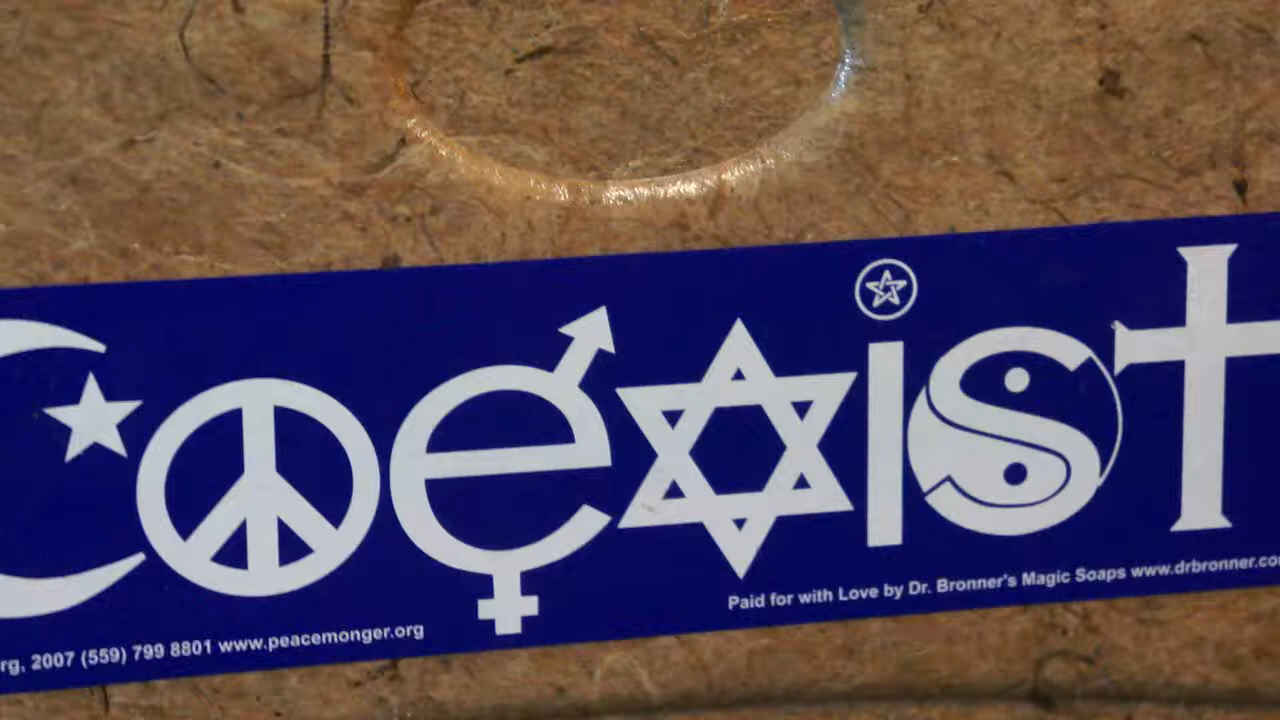 Coexist
rg, 2007 (559) 799 8801 www.peacemonger.org
Paid for with Love by Dr. Bronner's Magic Soaps www.drbronner.co